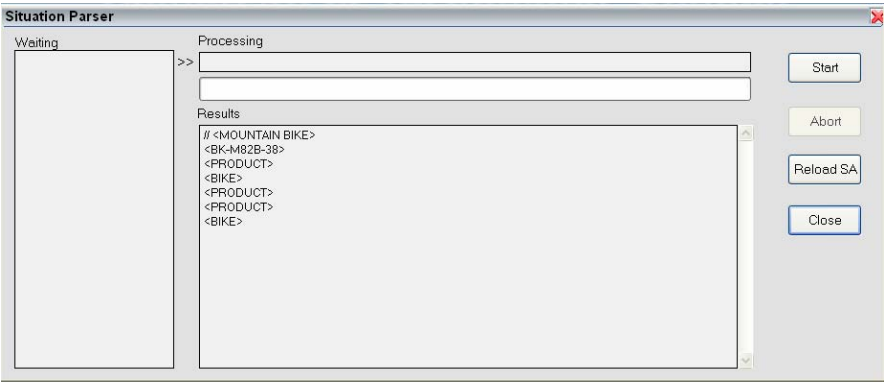 Situation Parser
Waiting
Processing
>>
Start
Results
Abort
// <MOUNTAIN BIKE>
<BK-M82B-38>
<PRODUCT>
<BIKE>
<PRODUCT>
<PRODUCT>
<BIKE>
Reload SA
Close